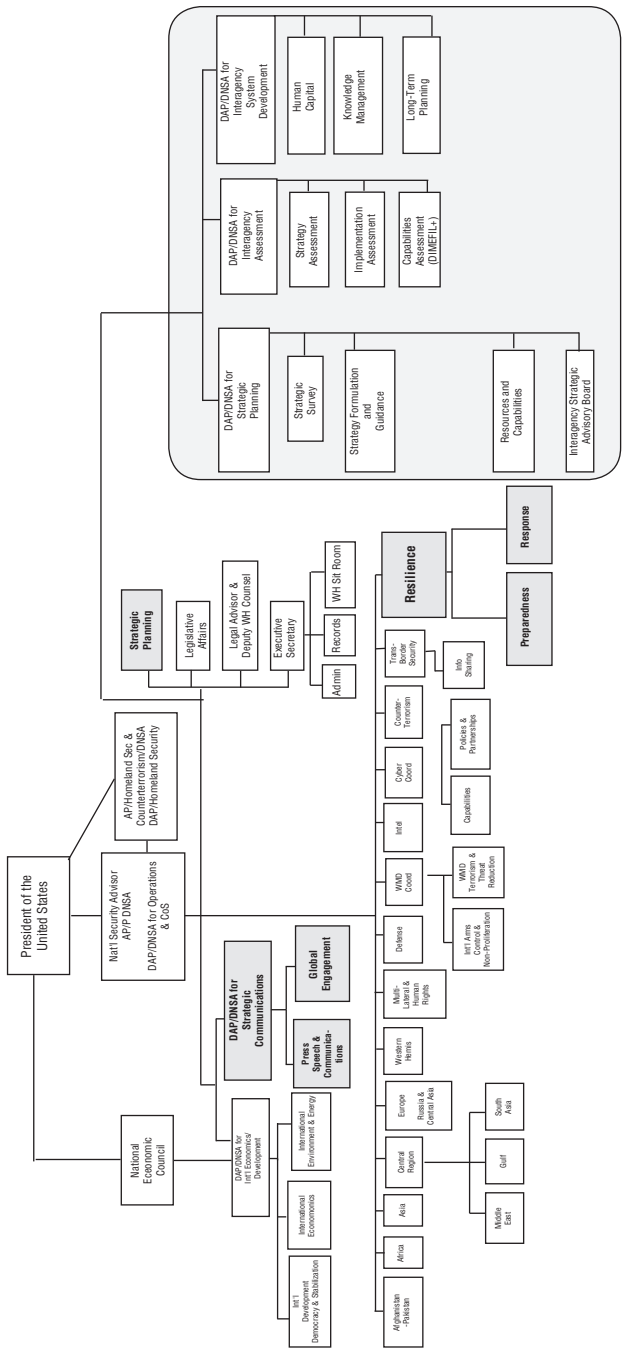 President of the
United States
National
Eceonomic
Council
Nat'l Security Advisor
AP/P DNSA
DAP/DNSA for Operations
& CoS
AP/Homeland Sec &
Counterterrorism/DNSA
DAP/Homeland Security
DAP/DNSA for
Int'l Economics/
Development
Int'l
Development
Democracy & Stabilization
International
Economomics
International
Environment & Energy
DAP/DNSA for
Strategic
Communications
Press
Speech &
Communica-
tions
Global
Engagement
Strategic
Planning
Legislative
Affairs
Legal Advisor &
Deputy WH Counsel
Executive
Secretary
Admin
Records
WH Sit Room
Afghanistan
-Pakistan
Africa
Asia
Central
Region
Middle
East
Gulf
South
Asia
Europe
Russia &
Central Asia
Western
Hemis
Multi-
Lateral &
Human
Rights
Defense
WMD
Coord
Int'l Arms
Control &
Non-Proliferation
WMD
Terrorism &
Threat
Reduction
Intel
Cyber
Coord
Capabilities
Policies &
Partnerships
Counter-
Terrorism
Trans-
Border
Security
Info
Sharing
Resilience
Preparedness
Response
DAP/DNSA for
Strategic
Planning
Strategic
Survey
Strategy Formulation
and
Guidance
Resources and
Capabilities
Interagency Strategic
Advisory Board
DAP/DNSA for
Interagency
Assessment
Strategy
Assessment
Implementation
Assessment
Capabilities
Assessment
(DIMEFIL+)
DAP/DNSA for
Interagency
System
Development
Human
Capital
Knowledge
Management
Long-Term
Planning